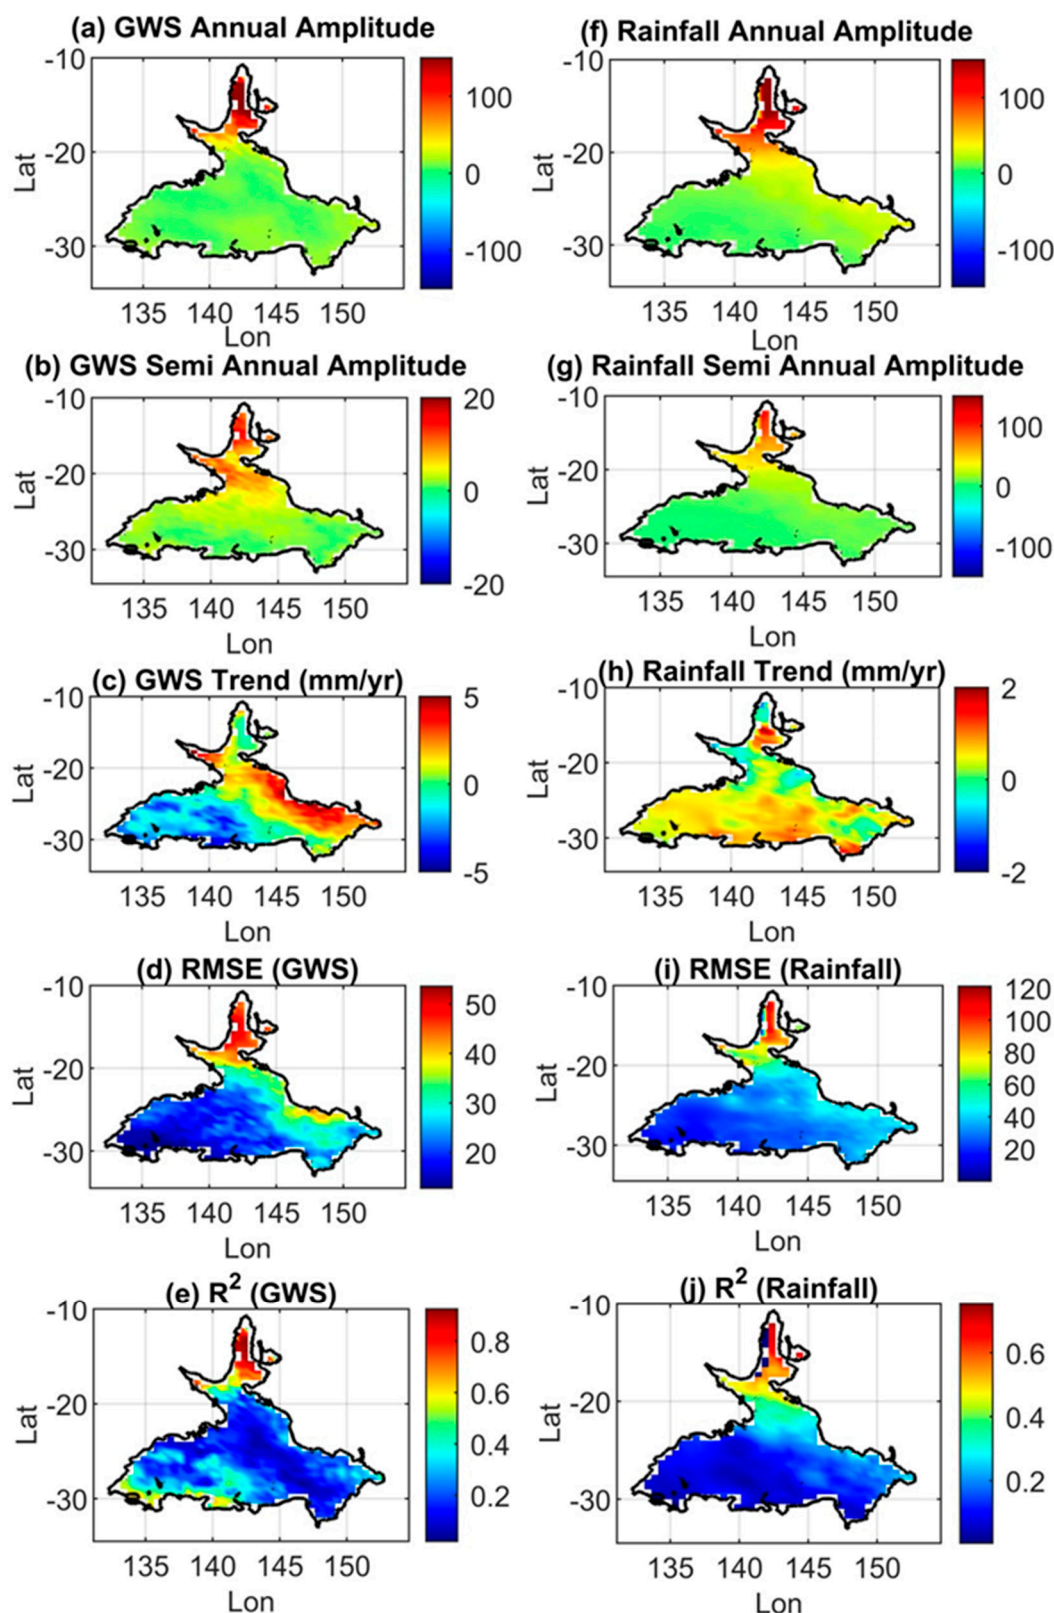 (a) GWS Annual Amplitude
-10
-20
-30
Lat
135 140 145 150
Lon
100
0
-100
(f) Rainfall Annual Amplitude
-10
-20
-30
Lat
135 140 145 150
Lon
100
0
-100
(b) GWS Semi Annual Amplitude
-10
-20
-30
Lat
135 140 145 150
Lon
20
0
-20
(g) Rainfall Semi Annual Amplitude
-10
-20
-30
Lat
135 140 145 150
Lon
100
0
-100
(c) GWS Trend (mm/yr)
-10
-20
-30
Lat
135 140 145 150
Lon
5
0
-5
(h) Rainfall Trend (mm/yr)
-10
-20
-30
Lat
135 140 145 150
Lon
2
0
-2
(d) RMSE (GWS)
-10
-20
-30
Lat
135 140 145 150
Lon
50
40
30
20
(i) RMSE (Rainfall)
-10
-20
-30
Lat
135 140 145 150
Lon
120
100
80
60
40
20
(e) R² (GWS)
-10
-20
-30
Lat
135 140 145 150
Lon
0.8
0.6
0.4
0.2
(j) R² (Rainfall)
-10
-20
-30
Lat
135 140 145 150
Lon
0.6
0.4
0.2